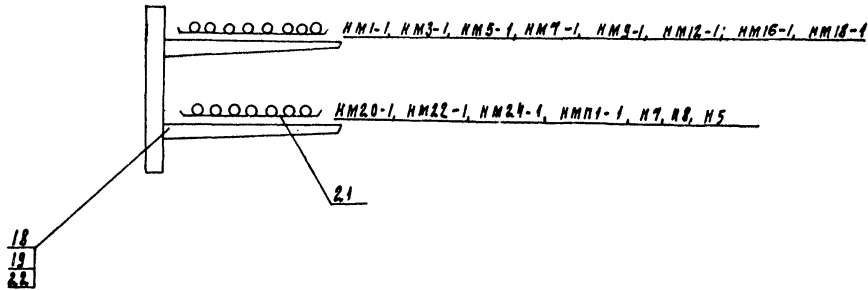 НМ1-1, НМ3-1, НМ5-1, НМ7-1, НМ9-1, НМ12-1; НМ16-1, НМ18-1
НМ20-1, НМ22-1, НМ24-1, НМП1-1, Н7, Н8, Н5
21
18
19
22